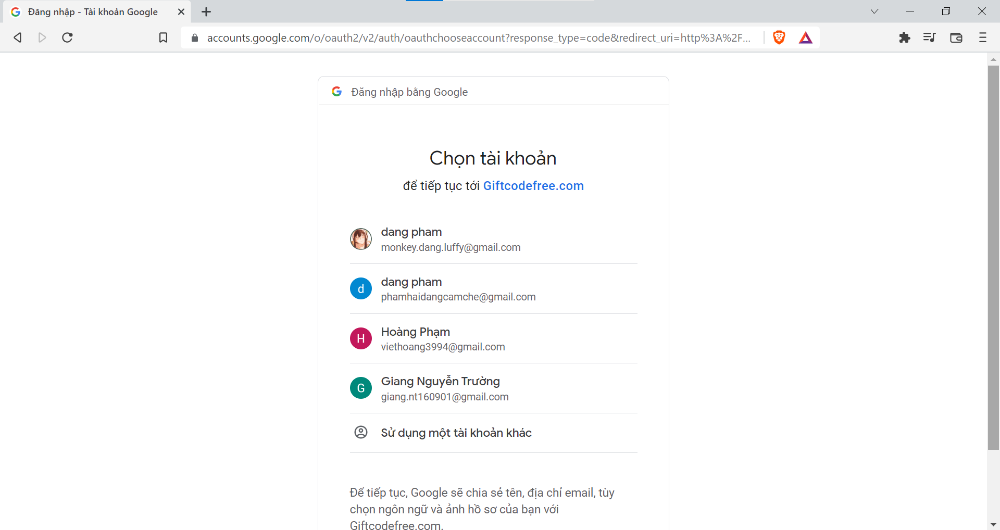 Đăng nhập - Tài khoản Google
accounts.google.com/o/oauth2/v2/auth/oauthchooseaccount?response_type=code&redirect_uri=http%3A%2F...
Đăng nhập bằng Google
Chọn tài khoản
để tiếp tục tới Giftcodefree.com
dang pham
monkey.dang.luffy@gmail.com
d
dang pham
phamhaidangcamche@gmail.com
H
Hoàng Phạm
viethoang3994@gmail.com
G
Giang Nguyễn Trường
giang.nt160901@gmail.com
Sử dụng một tài khoản khác
Để tiếp tục, Google sẽ chia sẻ tên, địa chỉ email, tùy
chọn ngôn ngữ và ảnh hồ sơ của bạn với
Giftcodefree.com.